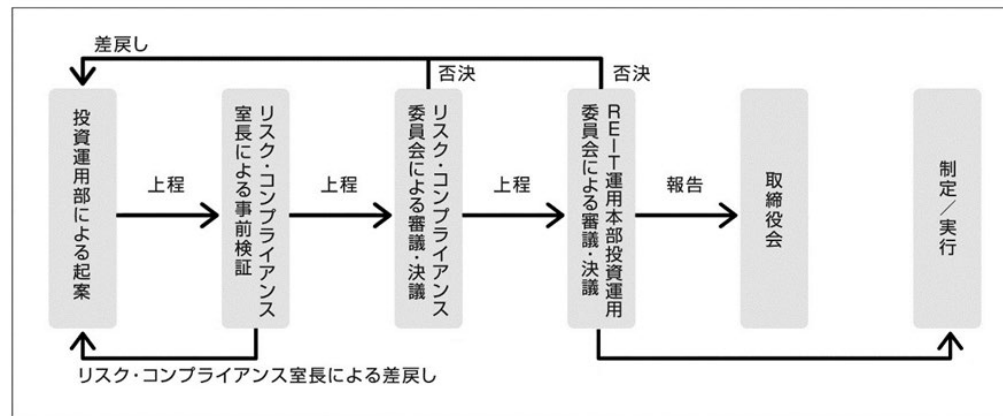 差戻し
否決
否決
投資運用部による起案
上程
リスク・コンプライアンス
室長による事前検証
上程
リスク・コンプライアンス
委員会による審議・決議
上程
REIT運用本部投資運用
委員会による審議・決議
報告
取締役会
制定／実行
リスク・コンプライアンス室長による差戻し